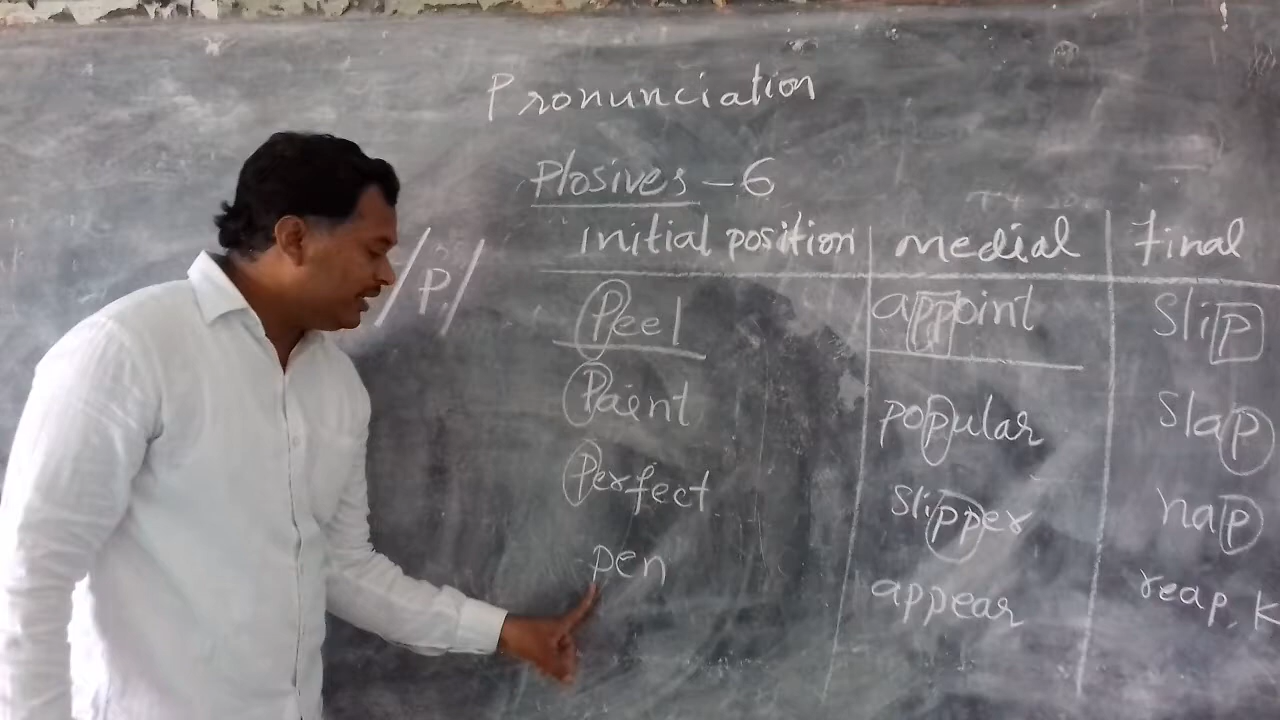 Pronunciation
Plosives - 6
/P/
initial position medial final
Peel appoint Slip
Paint popular Slap
Perfect slipper nap
pen appear reap, k